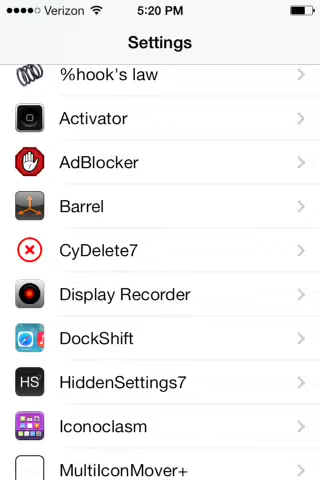 Verizon 5:20 PM
Settings
%hook's law
Activator
AdBlocker
Barrel
CyDelete7
Display Recorder
DockShift
HS HiddenSettings7
Iconoclasm
MultiIconMover+